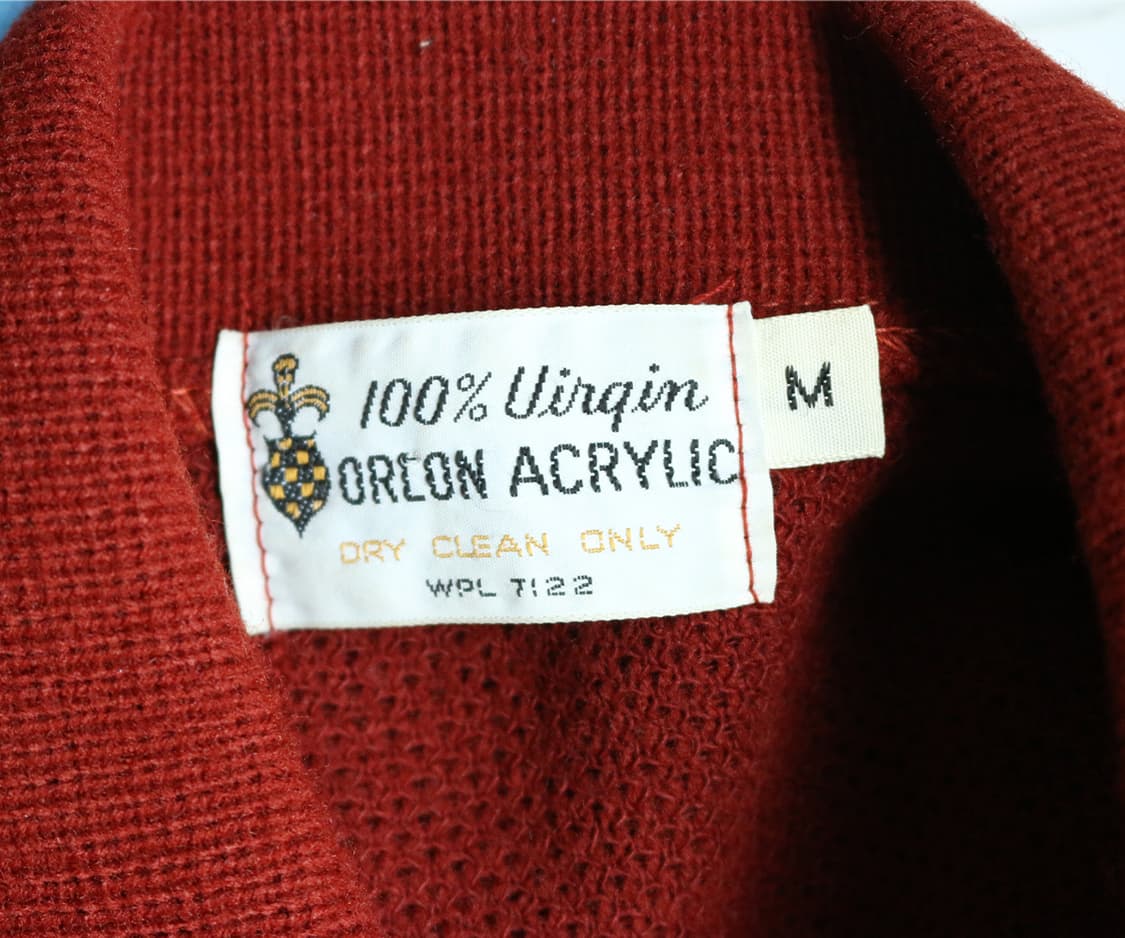 100% Virgin
ORLON ACRYLIC
DRY CLEAN ONLY
WPL 7122
M